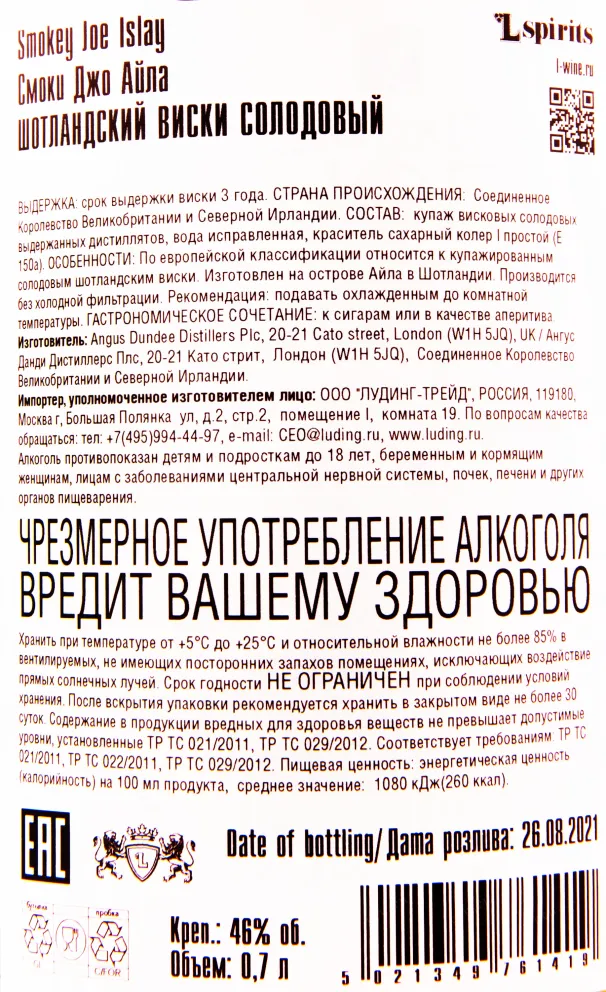 Smokey Joe Islay
Смоки Джо Айла
ШОТЛАНДСКИЙ ВИСКИ СОЛОДОВЫЙ
L spirits
l-wine.ru
ВЫДЕРЖКА: срок выдержки виски 3 года. СТРАНА ПРОИСХОЖДЕНИЯ: Соединенное
Королевство Великобритании и Северной Ирландии. СОСТАВ: купаж висковых солодовых
выдержанных дистиллятов, вода исправленная, краситель сахарный колер I простой (Е
150а). ОСОБЕННОСТИ: По европейской классификации относится к купажированным
солодовым шотландским виски. Изготовлен на острове Айла в Шотландии. Производится
без холодной фильтрации. Рекомендация: подавать охлажденным до комнатной
температуры. ГАСТРОНОМИЧЕСКОЕ СОЧЕТАНИЕ: к сигарам или в качестве аперитива.
Изготовитель: Angus Dundee Distillers Plc, 20-21 Cato street, London (W1H 5JQ), UK / Ангус
Данди Дистиллерс Плс, 20-21 Като стрит, Лондон (W1H 5JQ), Соединенное Королевство
Великобритании и Северной Ирландии.
Импортер, уполномоченное изготовителем лицо: ООО "ЛУДИНГ-ТРЕЙД", РОССИЯ, 119180,
Москва г, Большая Полянка ул, д.2, стр.2, помещение I, комната 19. По вопросам качества
обращаться: тел: +7(495)994-44-97, e-mail: CEO@luding.ru, www.luding.ru.
Алкоголь противопоказан детям и подросткам до 18 лет, беременным и кормящим
женщинам, лицам с заболеваниями центральной нервной системы, почек, печени и других
органов пищеварения.
ЧРЕЗМЕРНОЕ УПОТРЕБЛЕНИЕ АЛКОГОЛЯ
ВРЕДИТ ВАШЕМУ ЗДОРОВЬЮ
Хранить при температуре от +5°С до +25°С и относительной влажности не более 85% в
вентилируемых, не имеющих посторонних запахов помещениях, исключающих воздействие
прямых солнечных лучей. Срок годности НЕ ОГРАНИЧЕН при соблюдении условий
хранения. После вскрытия упаковки рекомендуется хранить в закрытом виде не более 30
суток. Содержание в продукции вредных для здоровья веществ не превышает допустимые
уровни, установленные ТР ТС 021/2011, ТР ТС 029/2012. Соответствует требованиям: ТР ТС
021/2011, ТР ТС 022/2011, ТР ТС 029/2012. Пищевая ценность: энергетическая ценность
(калорийность) на 100 мл продукта, среднее значение: 1080 кДж(260 ккал).
EAC
L
Date of bottling/Дата розлива: 26.08.2021
бутылка
пробка
GL
C/FOR
Креп.: 46% об.
Объем: 0,7 л
5 021349 761419